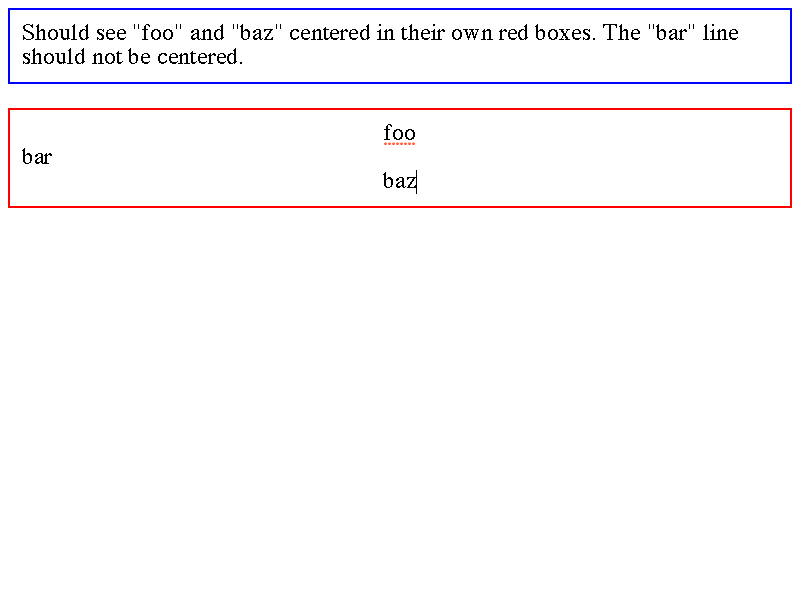 Should see "foo" and "baz" centered in their own red boxes. The "bar" line
should not be centered.
foo
bar
baz